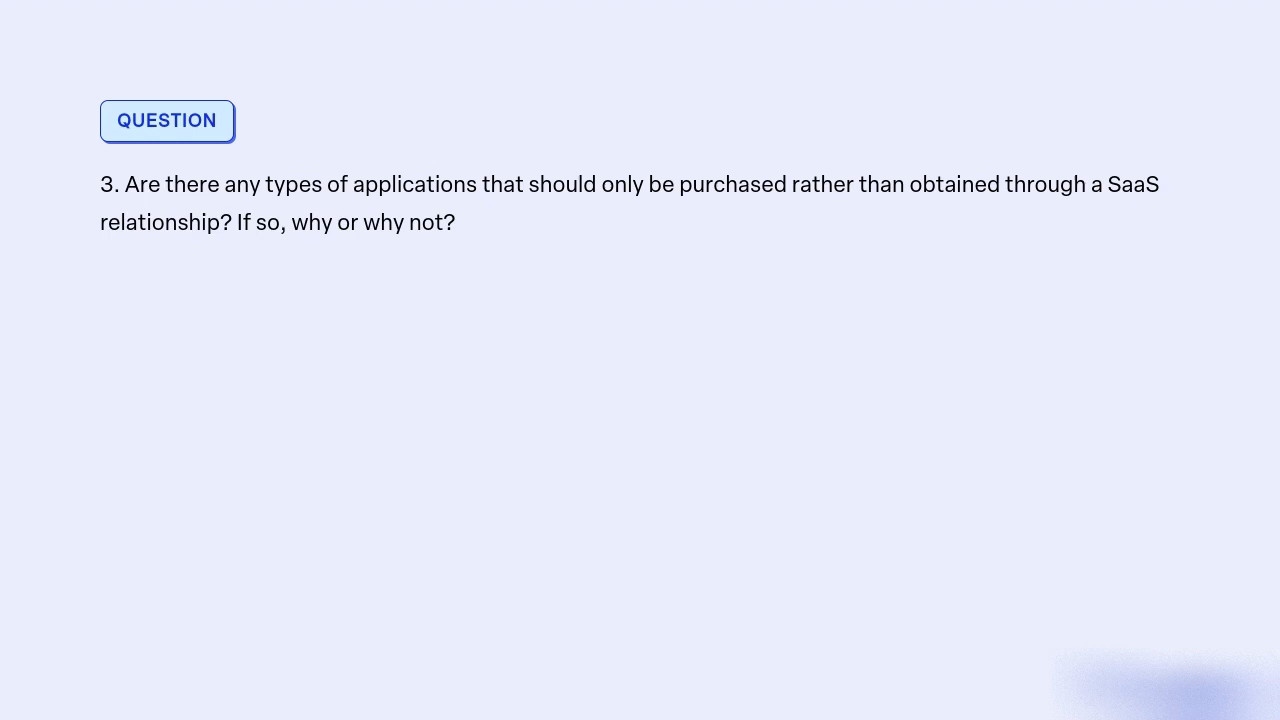 QUESTION
3. Are there any types of applications that should only be purchased rather than obtained through a SaaS
relationship? If so, why or why not?